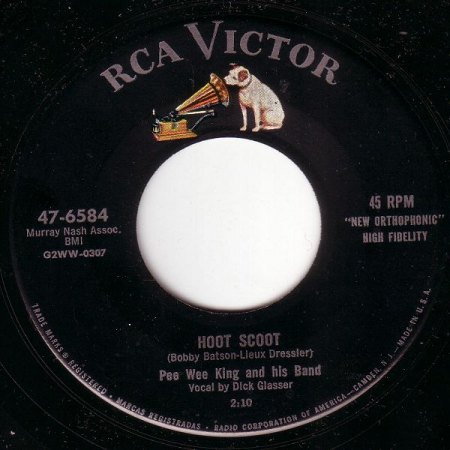 RCA VICTOR
47-6584
Murray Nash Assoc.
BMI
G2WW-0307
45 RPM
"NEW ORTHOPHONIC"
HIGH FIDELITY
HOOT SCOOT
(Bobby Batson-Lieux Dressler)
Pee Wee King and his Band
Vocal by Dick Glasser
2:10
TRADE MARKS ® REGISTERED • MARCAS REGISTRADAS • RADIO CORPORATION OF AMERICA—CAMDEN, N. J.—MADE IN U.S.A.